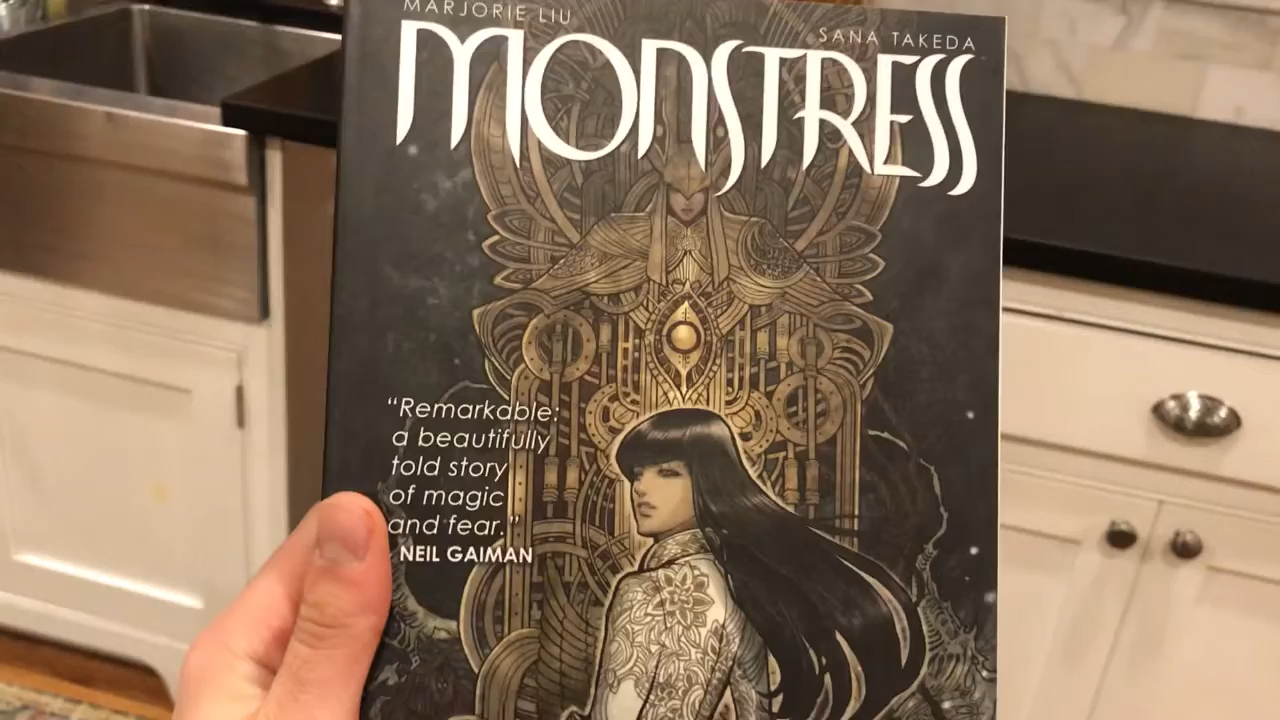 MARJORIE LIU
SANA TAKEDA
MONSTRESS
“Remarkable:
a beautifully
told story
of magic
and fear.”
NEIL GAIMAN